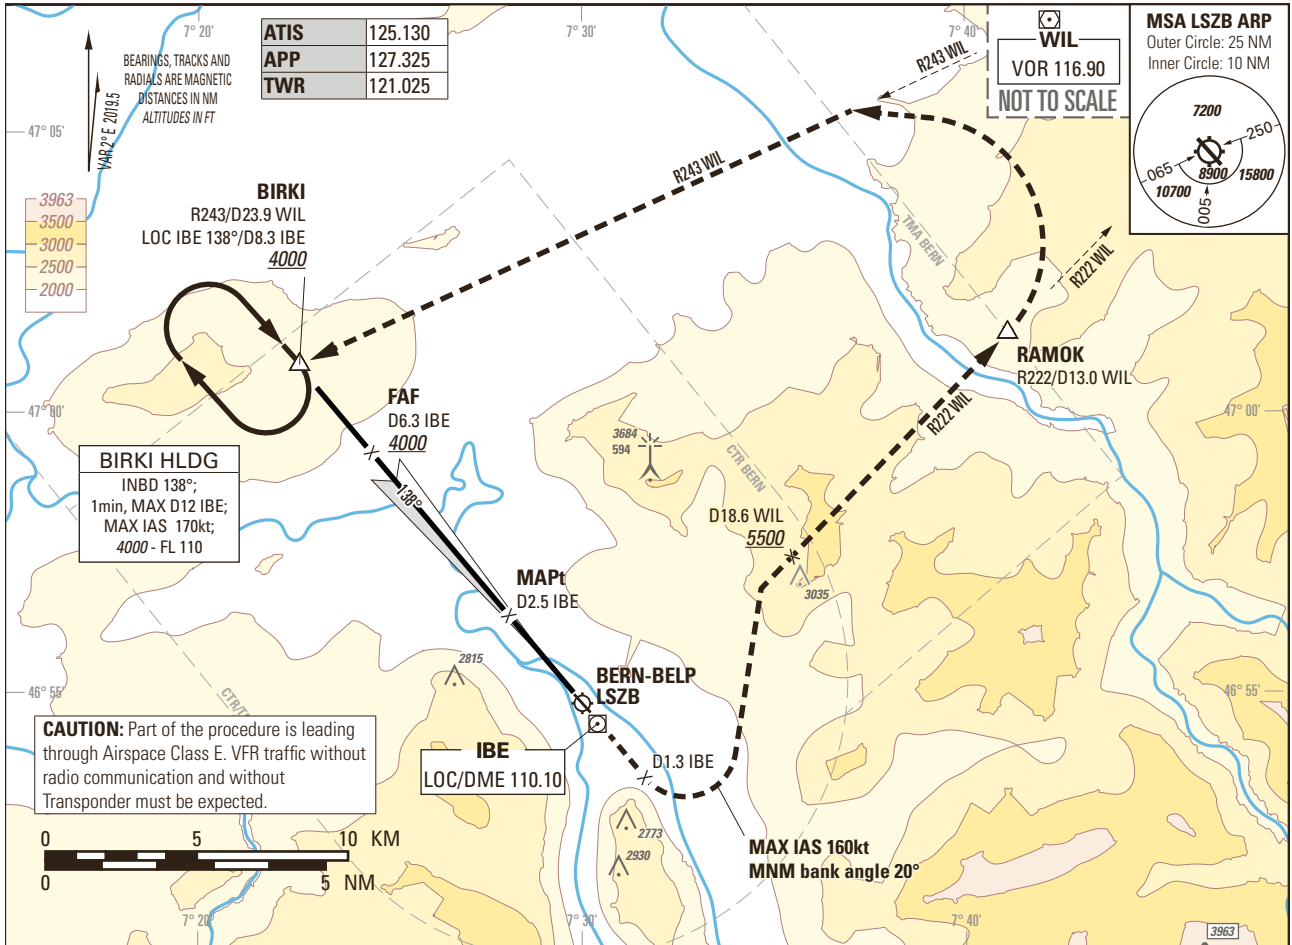 7° 20'
7° 30'
7° 40'
ATIS 125.130
APP 127.325
TWR 121.025
BEARINGS, TRACKS AND
RADIALS ARE MAGNETIC
DISTANCES IN NM
ALTITUDES IN FT
VAR 2° E 2019.5
47° 05'
WIL
VOR 116.90
NOT TO SCALE
MSA LSZB ARP
Outer Circle: 25 NM
Inner Circle: 10 NM
7200
250
065
8900
15800
10700
005
R243 WIL
R243 WIL
TMA BERN
R222 WIL
3963
3500
3000
2500
2000
BIRKI
R243/D23.9 WIL
LOC IBE 138°/D8.3 IBE
4000
RAMOK
R222/D13.0 WIL
R222 WIL
FAF
D6.3 IBE
4000
47° 00'
47° 00'
3684
594
CTR BERN
BIRKI HLDG
INBD 138°;
1min, MAX D12 IBE;
MAX IAS 170kt;
4000 - FL 110
138°
D18.6 WIL
5500
3035
MAPt
D2.5 IBE
2815
BERN-BELP
LSZB
46° 55'
46° 55'
CAUTION: Part of the procedure is leading
through Airspace Class E. VFR traffic without
radio communication and without
Transponder must be expected.
IBE
LOC/DME 110.10
D1.3 IBE
2773
2930
MAX IAS 160kt
MNM bank angle 20°
0 5 10 KM
0 5 NM
7° 20'
7° 30'
7° 40'
3963